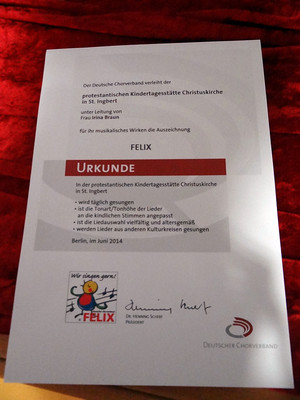 Der Deutsche Chorverband verleiht der
protestantischen Kindertagesstätte Christuskirche
in St. Ingbert
unter Leitung von
Frau Irina Braun
für ihr musikalisches Wirken die Auszeichnung
FELIX
URKUNDE
In der protestantischen Kindertagesstätte Christuskirche
in St. Ingbert
• wird täglich gesungen
• ist die Tonart/Tonhöhe der Lieder
an die kindlichen Stimmen angepasst
• ist die Liedauswahl vielfältig und altersgemäß
• werden Lieder aus anderen Kulturkreisen gesungen
Berlin, im Juni 2014
Wir singen gern!
FELIX
Dr. Henning Scherf
Präsident
DEUTSCHER CHORVERBAND